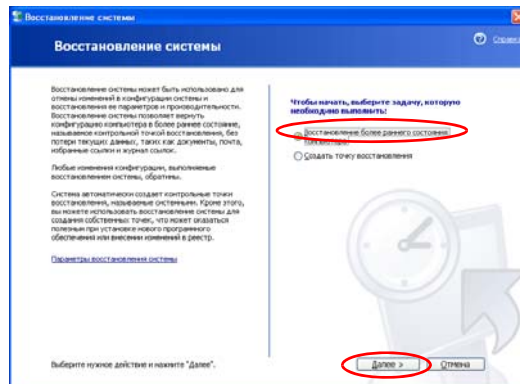 Восстановление системы
Восстановление системы
Справка
Восстановление системы может быть использовано для
отмены изменений в конфигурации системы и
восстановления ее параметров и производительности.
Восстановление системы позволяет вернуть
конфигурацию компьютера в более раннее состояние,
называемое контрольной точкой восстановления, без
потери текущих данных, таких как документы, почта,
избранные ссылки и журнал ссылок.
Любые изменения конфигурации, выполняемые
восстановлением системы, обратимы.
Система автоматически создает контрольные точки
восстановления, называемые системными. Кроме этого,
вы можете использовать восстановление системы для
создания собственных точек, что может оказаться
полезным при установке нового программного
обеспечения или внесении изменений в реестр.
Параметры восстановления системы
Чтобы начать, выберите задачу, которую
необходимо выполнить:
Восстановление более раннего состояния
компьютера
Создать точку восстановления
Выберите нужное действие и нажмите "Далее".
Далее >
Отмена